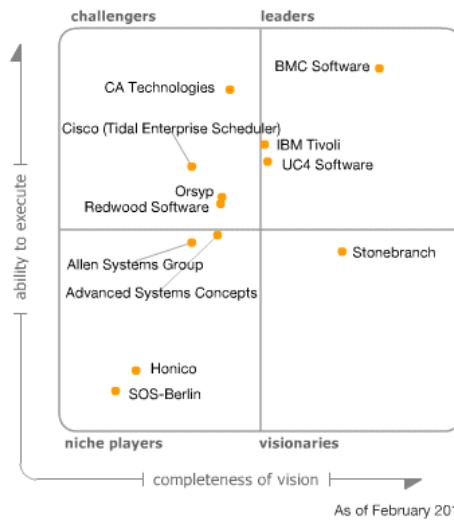 challengers
leaders
BMC Software
CA Technologies
Cisco (Tidal Enterprise Scheduler)
IBM Tivoli
UC4 Software
Orsyp
Redwood Software
ability to execute
Allen Systems Group
Stonebranch
Advanced Systems Concepts
Honico
SOS-Berlin
niche players
visionaries
completeness of vision
As of February